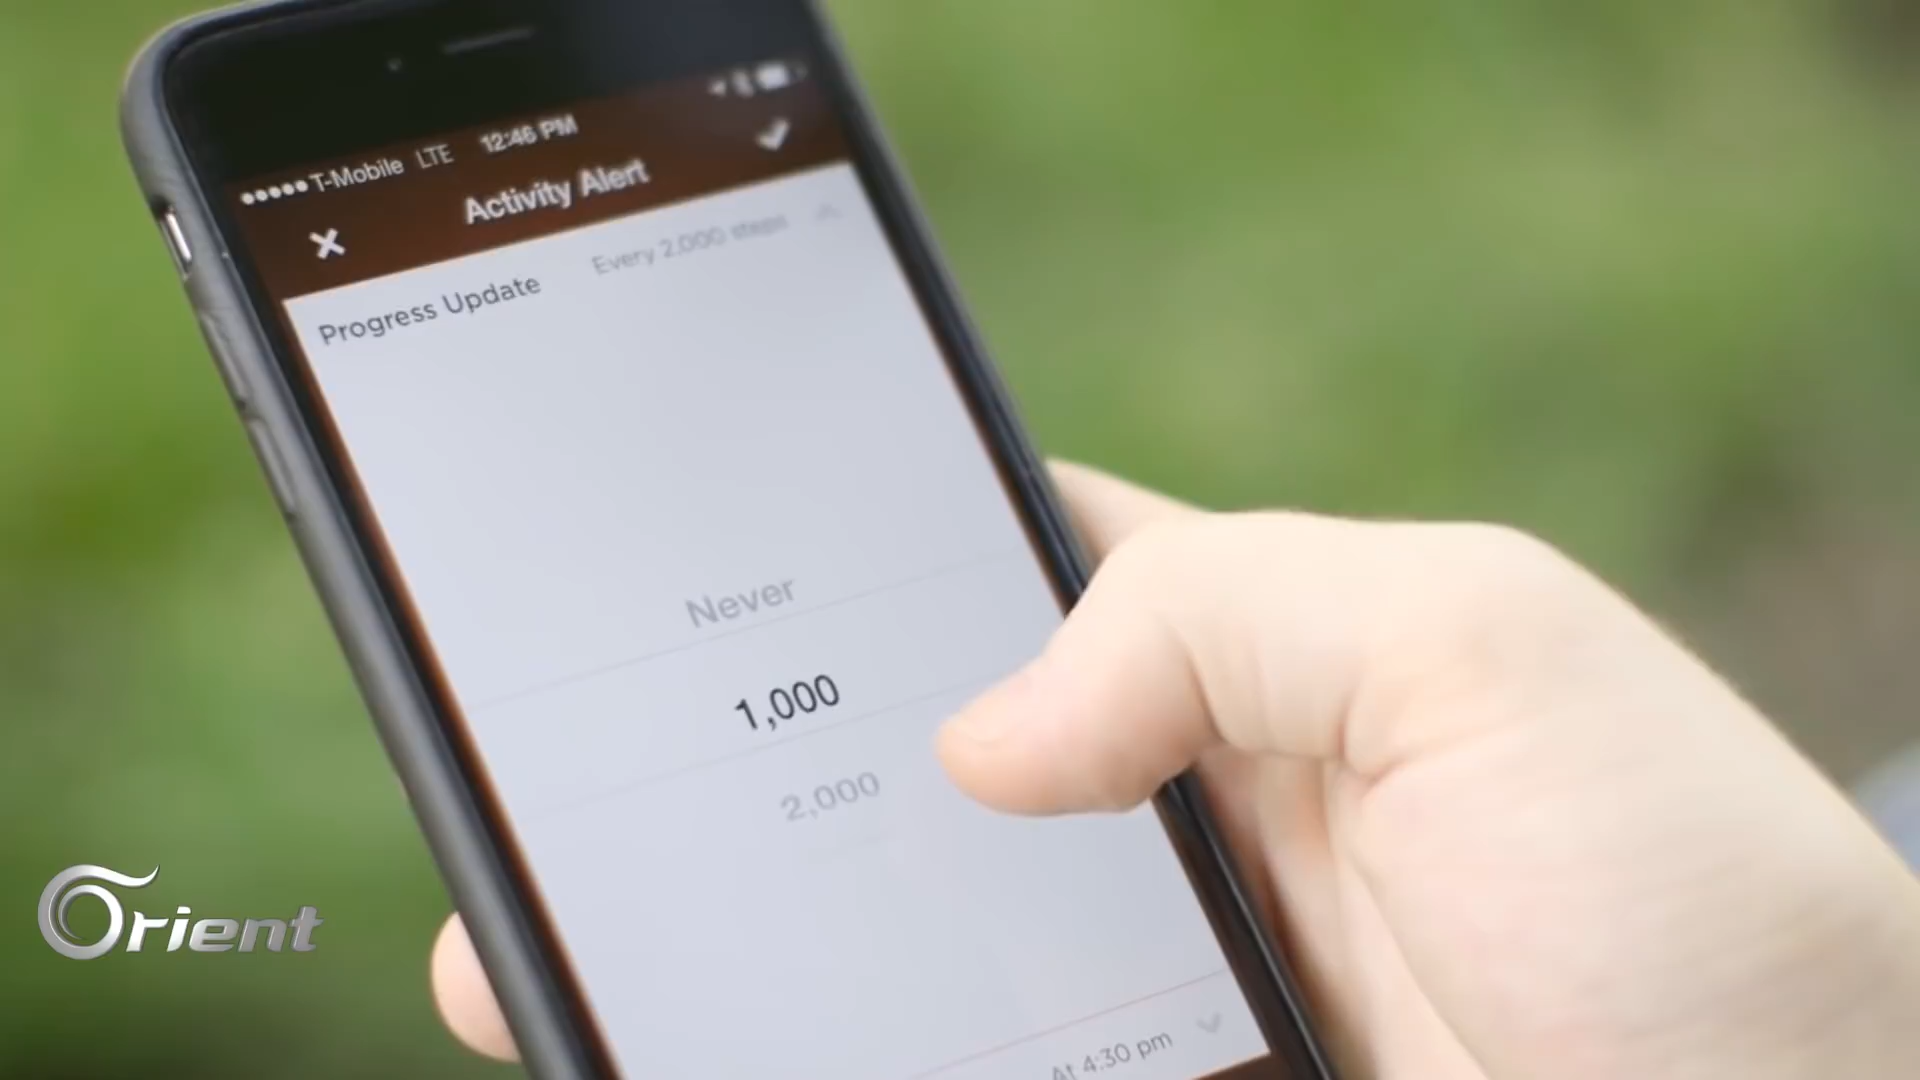 T-Mobile LTE 12:46 PM
Activity Alert
Progress Update Every 2,000 steps
Never
1,000
2,000
At 4:30 pm
Orient